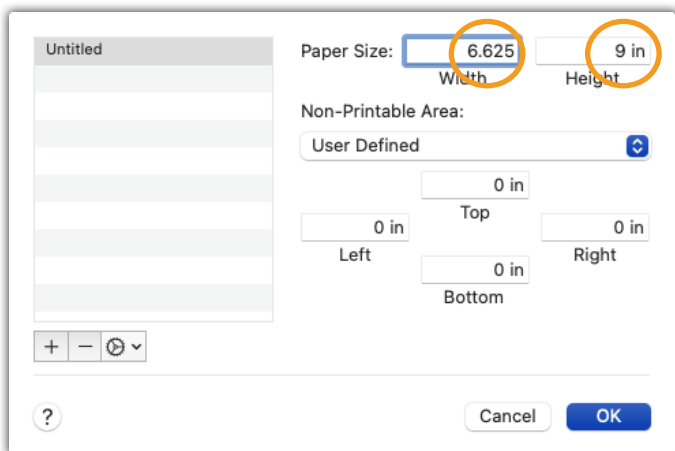 Untitled
Paper Size: 6.625 9 in
Width Height
Non-Printable Area:
User Defined
0 in
Top
0 in 0 in
Left Right
0 in
Bottom
+ −
? Cancel OK